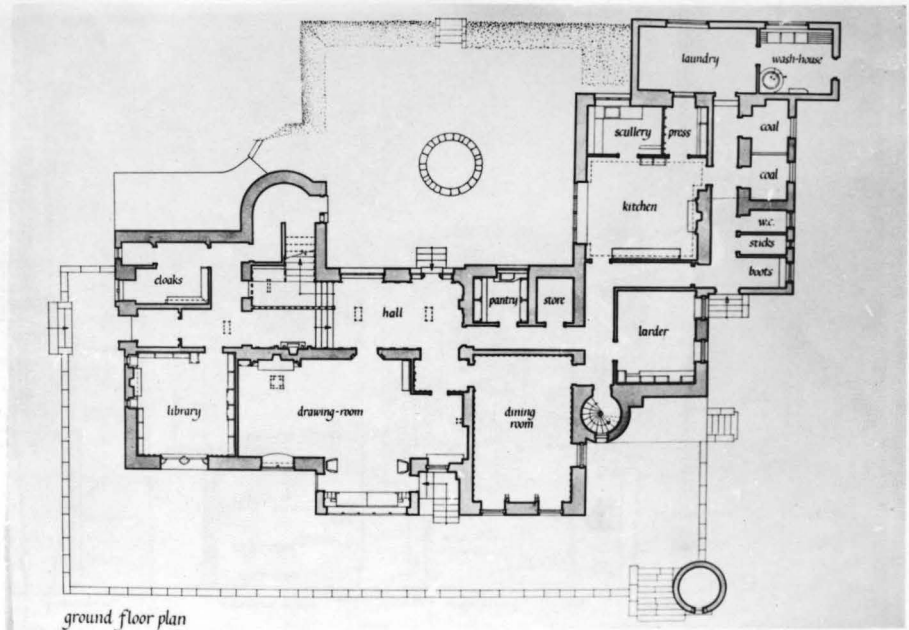 laundry
wash-house
scullery
press
coal
coal
kitchen
w.c.
sticks
boots
cloaks
hall
pantry
store
larder
library
drawing-room
dining
room
ground floor plan